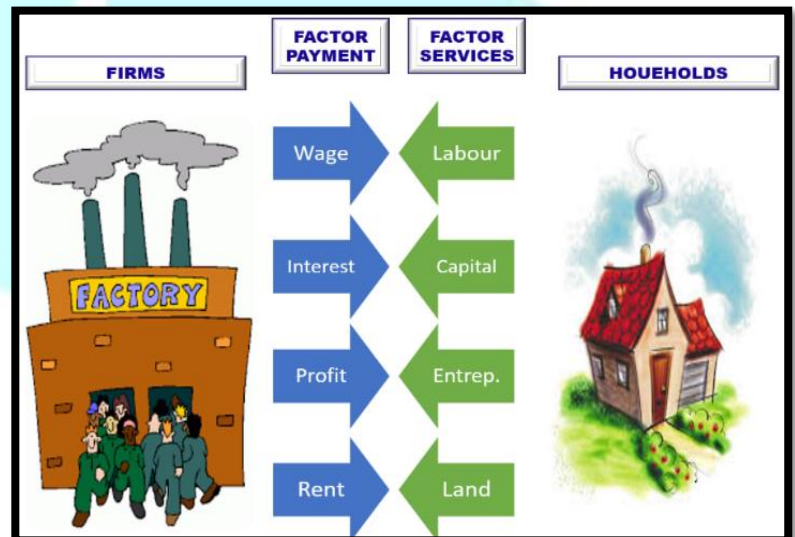 FIRMS
FACTOR
PAYMENT
FACTOR
SERVICES
HOUEHOLDS
Wage
Labour
Interest
Capital
FACTORY
Profit
Entrep.
Rent
Land